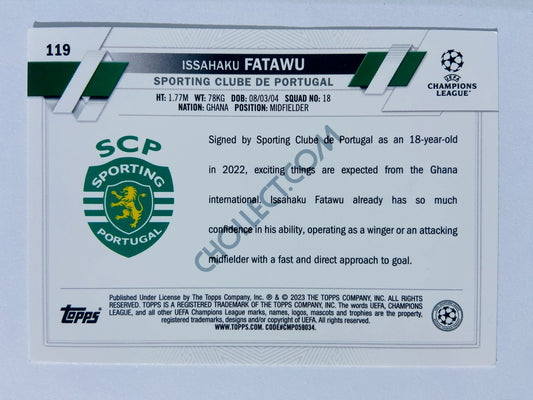 119
ISSAHAKU FATAWU
SPORTING CLUBE DE PORTUGAL
HT: 1.77M WT: 78KG DOB: 08/03/04 SQUAD NO: 18
NATION: GHANA POSITION: MIDFIELDER
UEFA
CHAMPIONS
LEAGUE™
SCP
SPORTING
PORTUGAL
Signed by Sporting Clube de Portugal as an 18-year-old
in 2022, exciting things are expected from the Ghana
international. Issahaku Fatawu already has so much
confidence in his ability, operating as a winger or an attacking
midfielder with a fast and direct approach to goal.
CHOLLECT.COM
Topps
Published Under License by The Topps Company, Inc. ® & © 2023 THE TOPPS COMPANY, INC. ALL RIGHTS
RESERVED. TOPPS IS A REGISTERED TRADEMARK OF THE TOPPS COMPANY, INC. The words UEFA, CHAMPIONS
LEAGUE, and all other UEFA Champions League marks, names, logos, mascots and trophies are the property,
registered trademarks, designs and/or copyright of UEFA. All rights reserved.
WWW.TOPPS.COM. CODE#CMP059034.